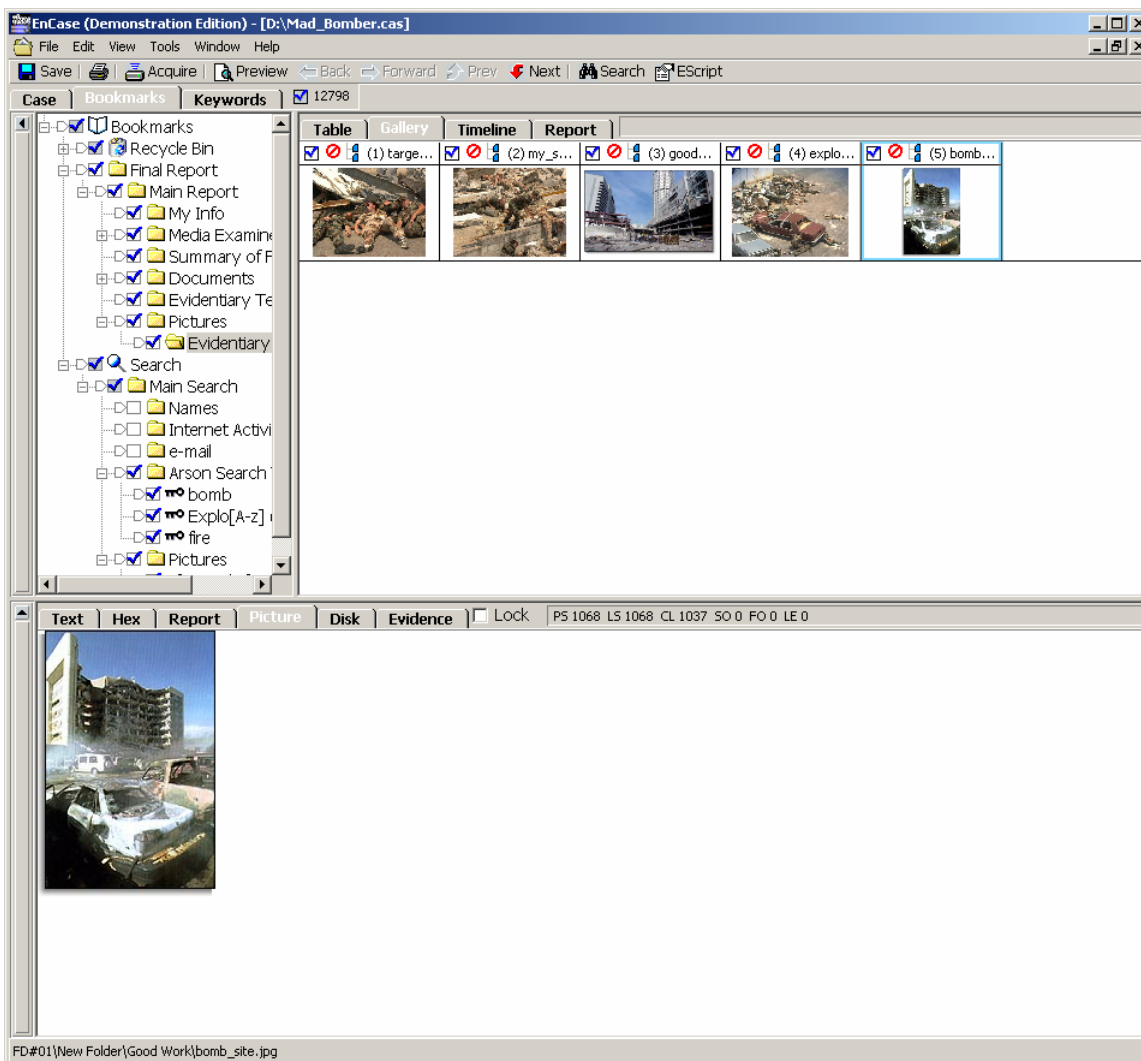 EnCase (Demonstration Edition) - [D:\Mad_Bomber.cas]
File Edit View Tools Window Help
Save Acquire Preview Back Forward Prev Next Search EScript
Case Bookmarks Keywords 12798
Bookmarks
Recycle Bin
Final Report
Main Report
My Info
Media Examine
Summary of F
Documents
Evidentiary Te
Pictures
Evidentiary
Search
Main Search
Names
Internet Activi
e-mail
Arson Search
bomb
Explo[A-z]
fire
Pictures
Table Gallery Timeline Report
(1) targe... (2) my_s... (3) good... (4) explo... (5) bomb...
Text Hex Report Picture Disk Evidence Lock PS 1068 LS 1068 CL 1037 SO 0 FO 0 LE 0
FD#01\New Folder\Good Work\bomb_site.jpg